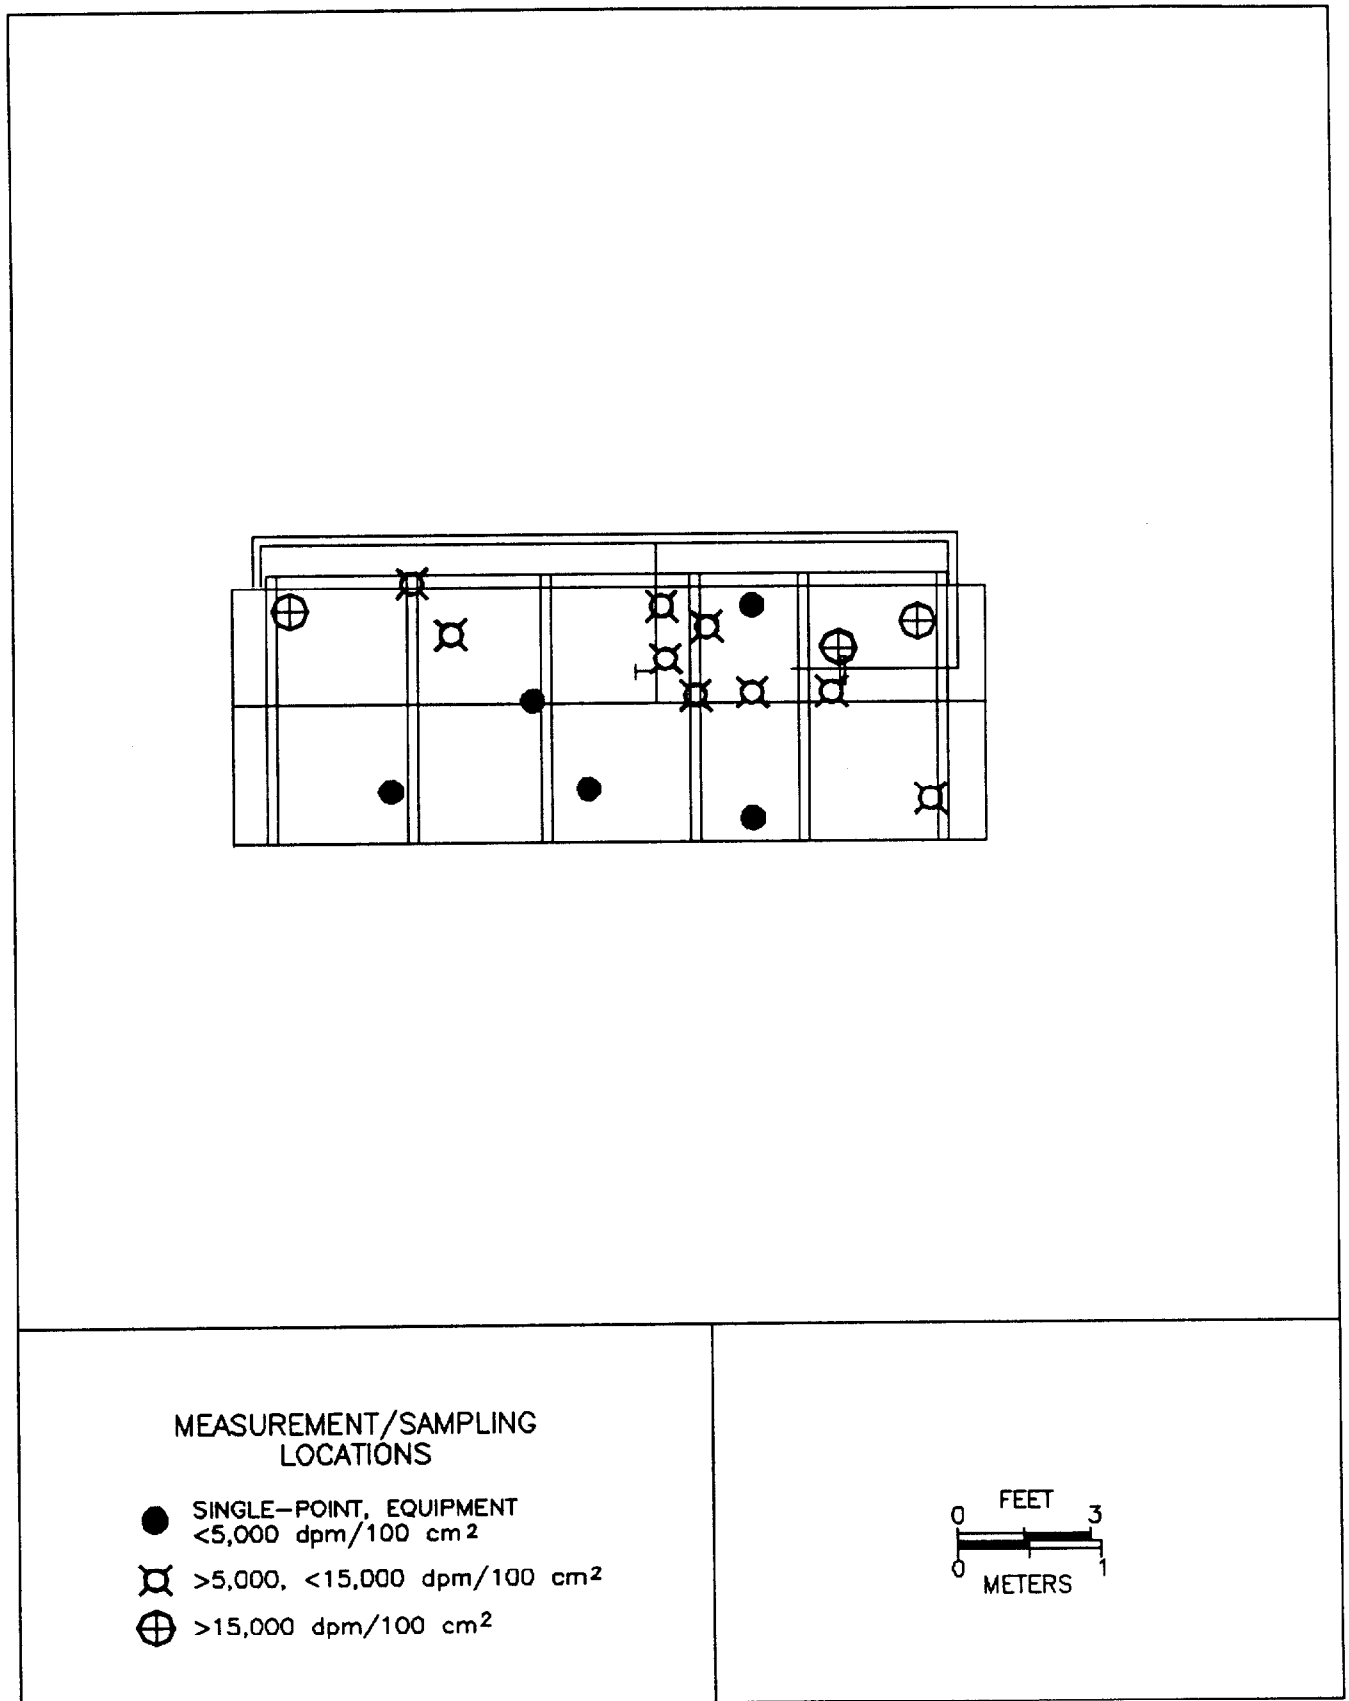 MEASUREMENT/SAMPLING
LOCATIONS
SINGLE-POINT, EQUIPMENT
<5,000 dpm/100 cm²
>5,000, <15,000 dpm/100 cm²
>15,000 dpm/100 cm²
FEET
0 3
0 1
METERS